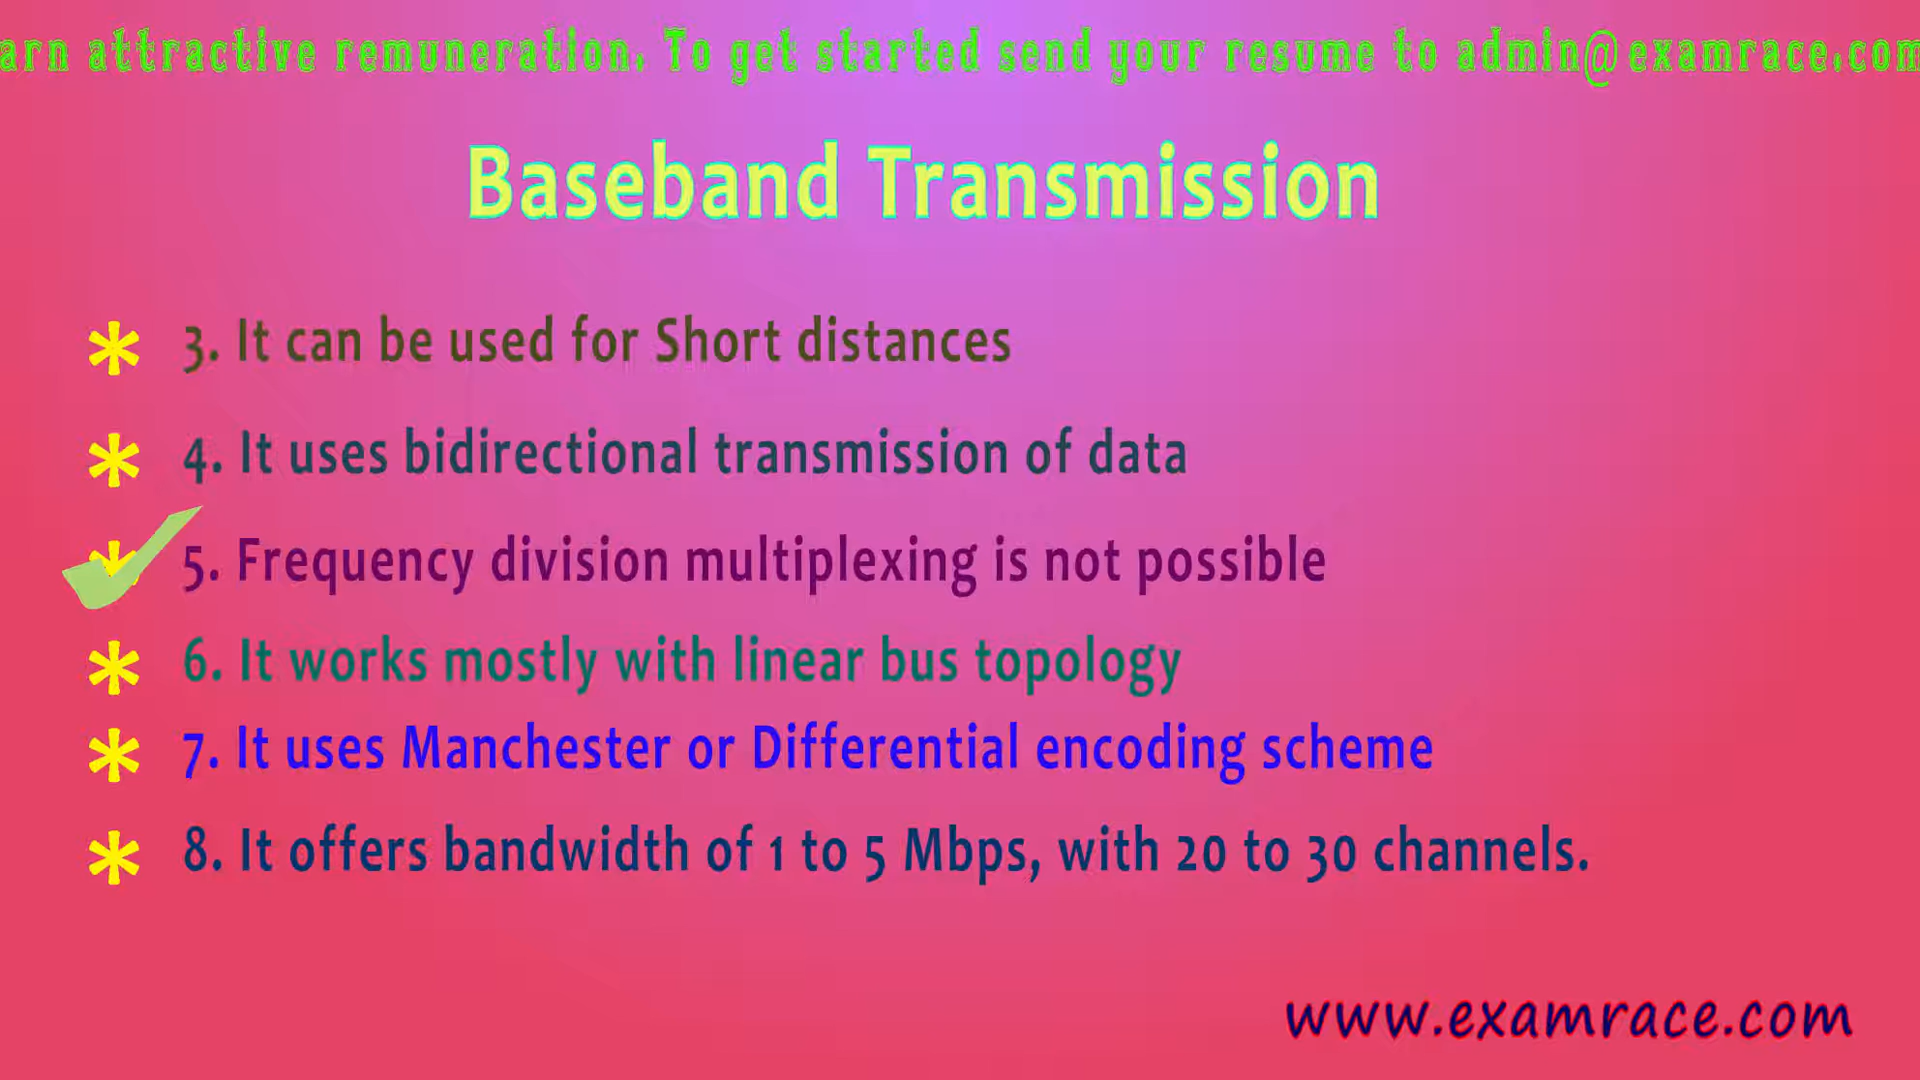 arn attractive remuneration. To get started send your resume to admin@examrace.com
Baseband Transmission
* 3. It can be used for Short distances
* 4. It uses bidirectional transmission of data
* 5. Frequency division multiplexing is not possible
* 6. It works mostly with linear bus topology
* 7. It uses Manchester or Differential encoding scheme
* 8. It offers bandwidth of 1 to 5 Mbps, with 20 to 30 channels.
www.examrace.com